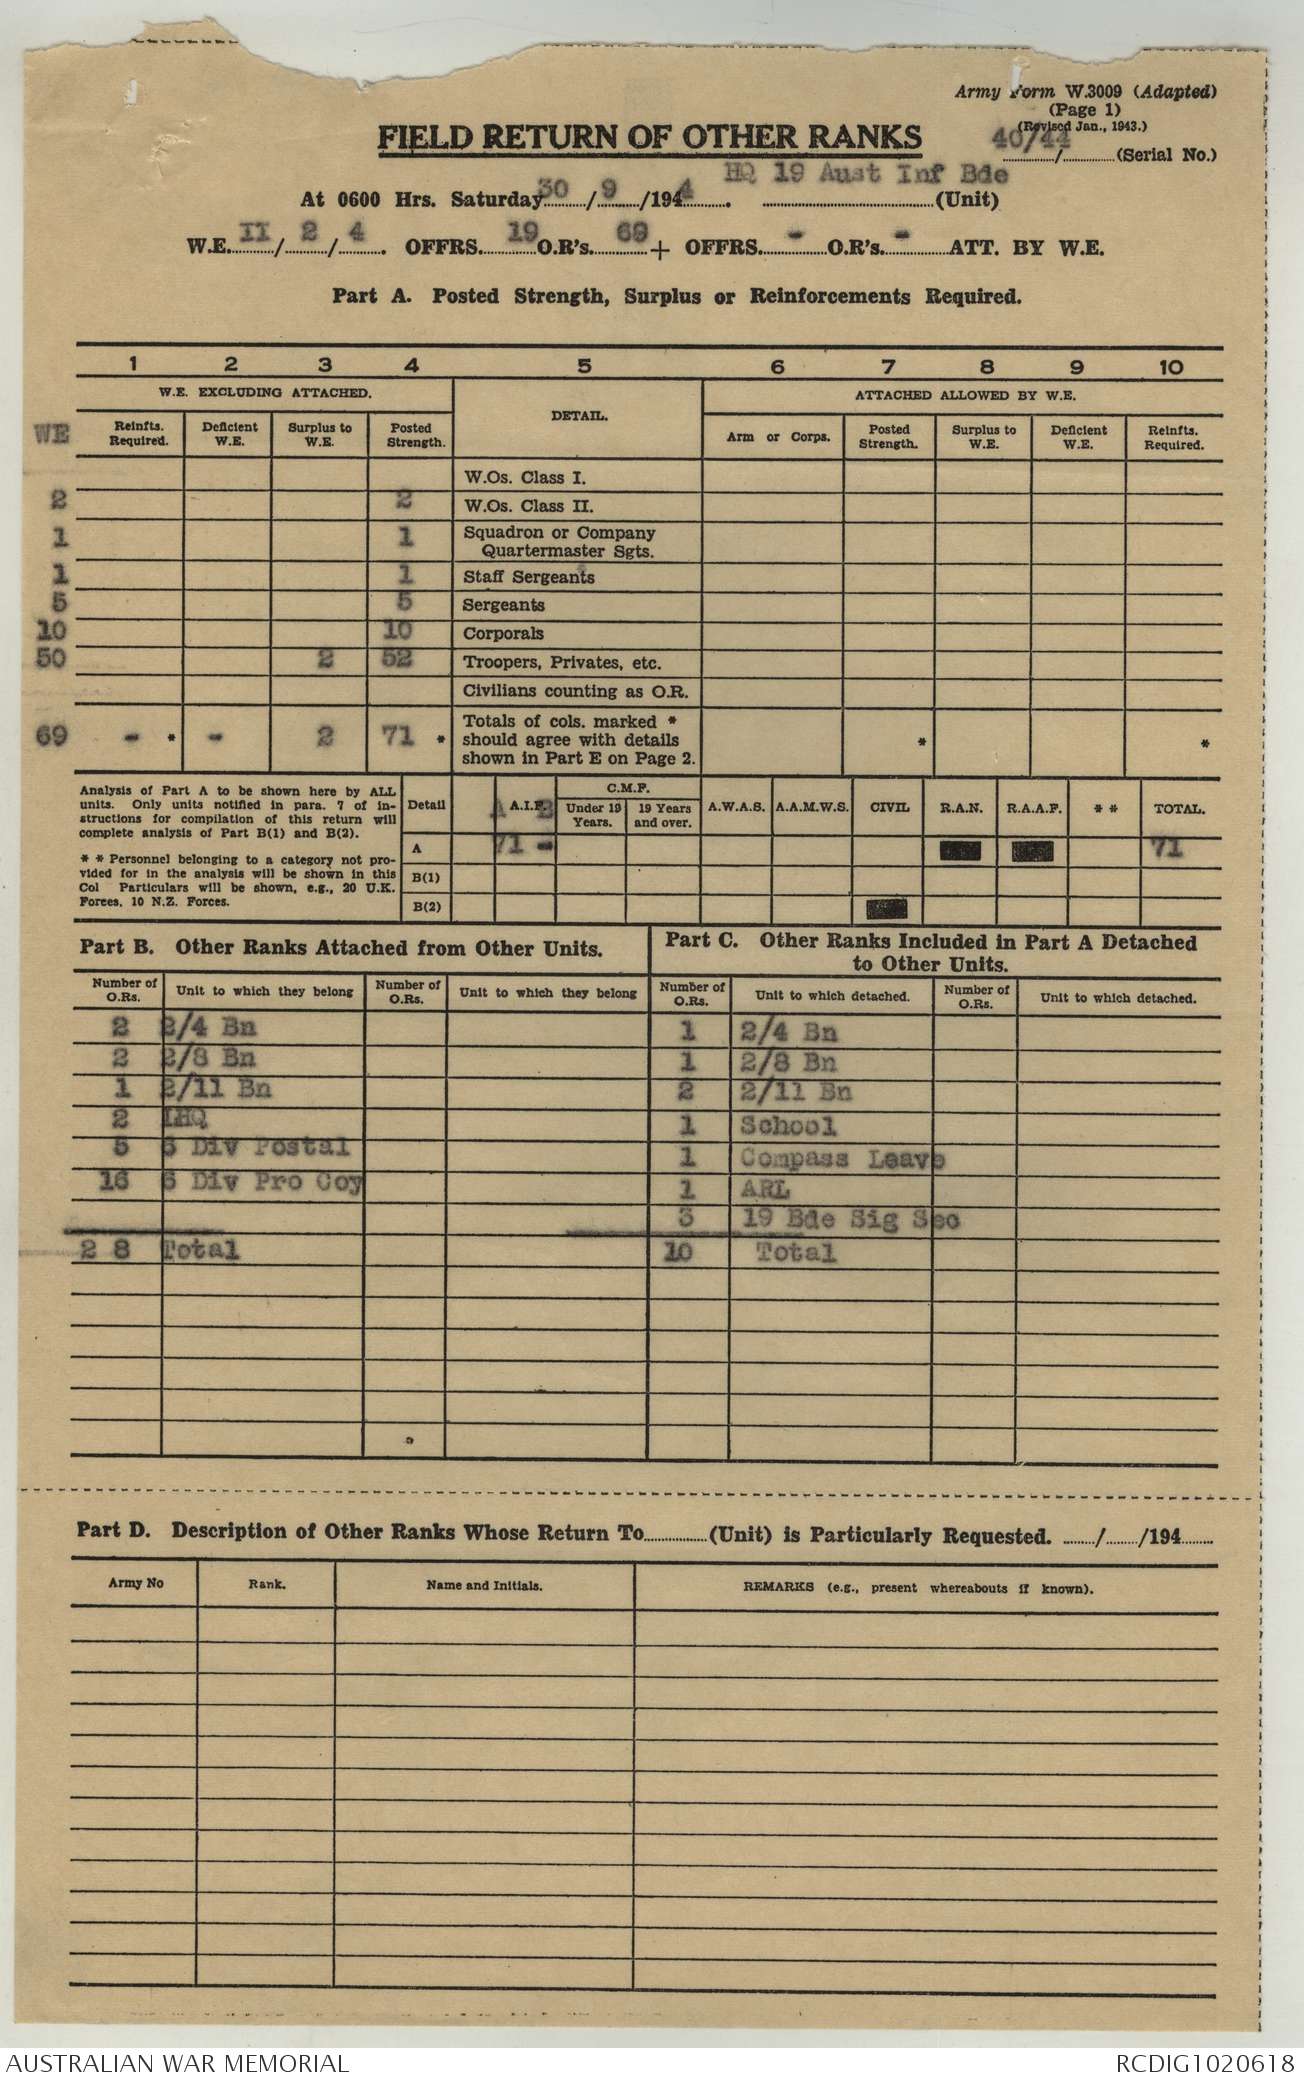 Army Form W.3009 (Adapted)
(Page 1)
(Revised Jan., 1943.)
FIELD RETURN OF OTHER RANKS
40/44 (Serial No.)
At 0600 Hrs. Saturday 30/9/1944. HQ 19 Aust Inf Bde (Unit)
W.E. II/2/4. OFFRS. 19 O.R's. 69 + OFFRS. - O.R's. - ATT. BY W.E.
Part A. Posted Strength, Surplus or Reinforcements Required.
1 2 3 4 5 6 7 8 9 10
W.E. EXCLUDING ATTACHED. DETAIL. ATTACHED ALLOWED BY W.E.
WE Reinfts. Required. Deficient W.E. Surplus to W.E. Posted Strength. Arm or Corps. Posted Strength. Surplus to W.E. Deficient W.E. Reinfts. Required.
W.Os. Class I.
2 2 W.Os. Class II.
1 1 Squadron or Company Quartermaster Sgts.
1 1 Staff Sergeants
5 5 Sergeants
10 10 Corporals
50 2 52 Troopers, Privates, etc.
Civilians counting as O.R.
69 - * - 2 71 * Totals of cols. marked * should agree with details shown in Part E on Page 2. * *
Analysis of Part A to be shown here by ALL
units. Only units notified in para. 7 of in-
structions for compilation of this return will
complete analysis of Part B(1) and B(2).
* * Personnel belonging to a category not pro-
vided for in the analysis will be shown in this
Col Particulars will be shown, e.g., 20 U.K.
Forces, 10 N.Z. Forces.
Detail A A.I.F. B C.M.F. Under 19 Years. 19 Years and over. A.W.A.S. A.A.M.W.S. CIVIL R.A.N. R.A.A.F. * * TOTAL.
A 71 - 71
B(1)
B(2)
Part B. Other Ranks Attached from Other Units.
Number of O.Rs. Unit to which they belong Number of O.Rs. Unit to which they belong
2 2/4 Bn
2 2/8 Bn
1 2/11 Bn
2 LHQ
5 6 Div Postal
16 6 Div Pro Coy
2 8 Total
Part C. Other Ranks Included in Part A Detached
to Other Units.
Number of O.Rs. Unit to which detached. Number of O.Rs. Unit to which detached.
1 2/4 Bn
1 2/8 Bn
2 2/11 Bn
1 School
1 Compass Leave
1 ARL
3 19 Bde Sig Sec
10 Total
Part D. Description of Other Ranks Whose Return To (Unit) is Particularly Requested. / /194
Army No Rank. Name and Initials. REMARKS (e.g., present whereabouts if known).
AUSTRALIAN WAR MEMORIAL RCDIG1020618